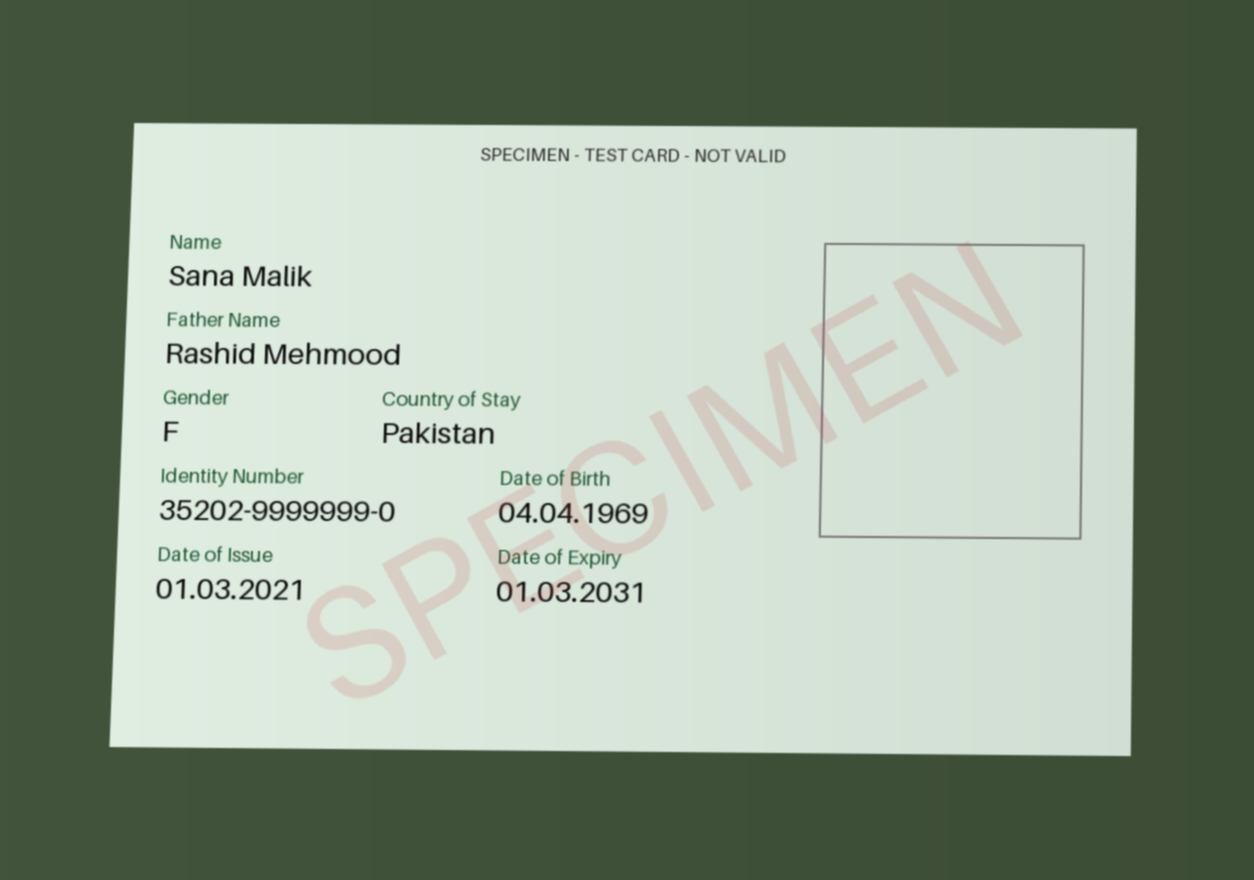 SPECIMEN - TEST CARD - NOT VALID
Name
Sana Malik
Father Name
Rashid Mehmood
Gender Country of Stay
F Pakistan
Identity Number Date of Birth
35202-9999999-0 04.04.1969
Date of Issue Date of Expiry
01.03.2021 01.03.2031
SPECIMEN